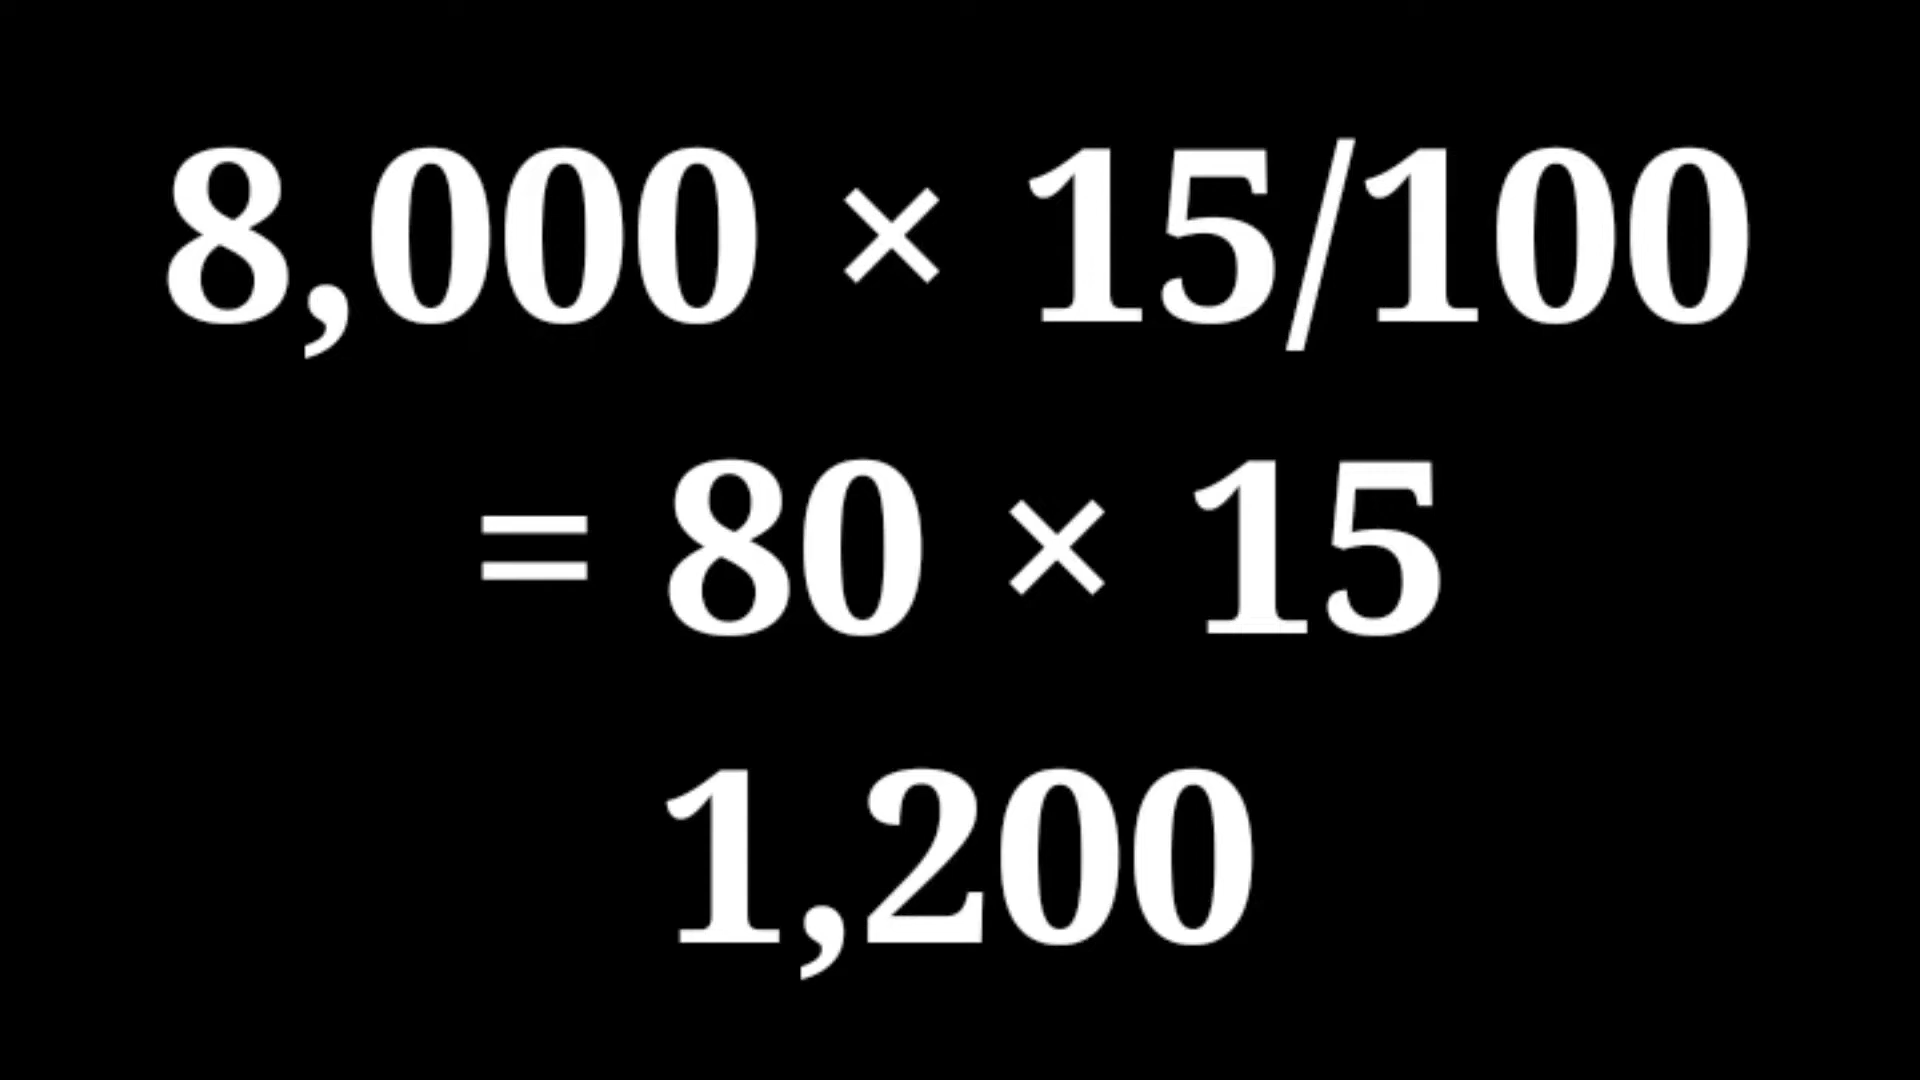 8,000 × 15/100
= 80 × 15
1,200